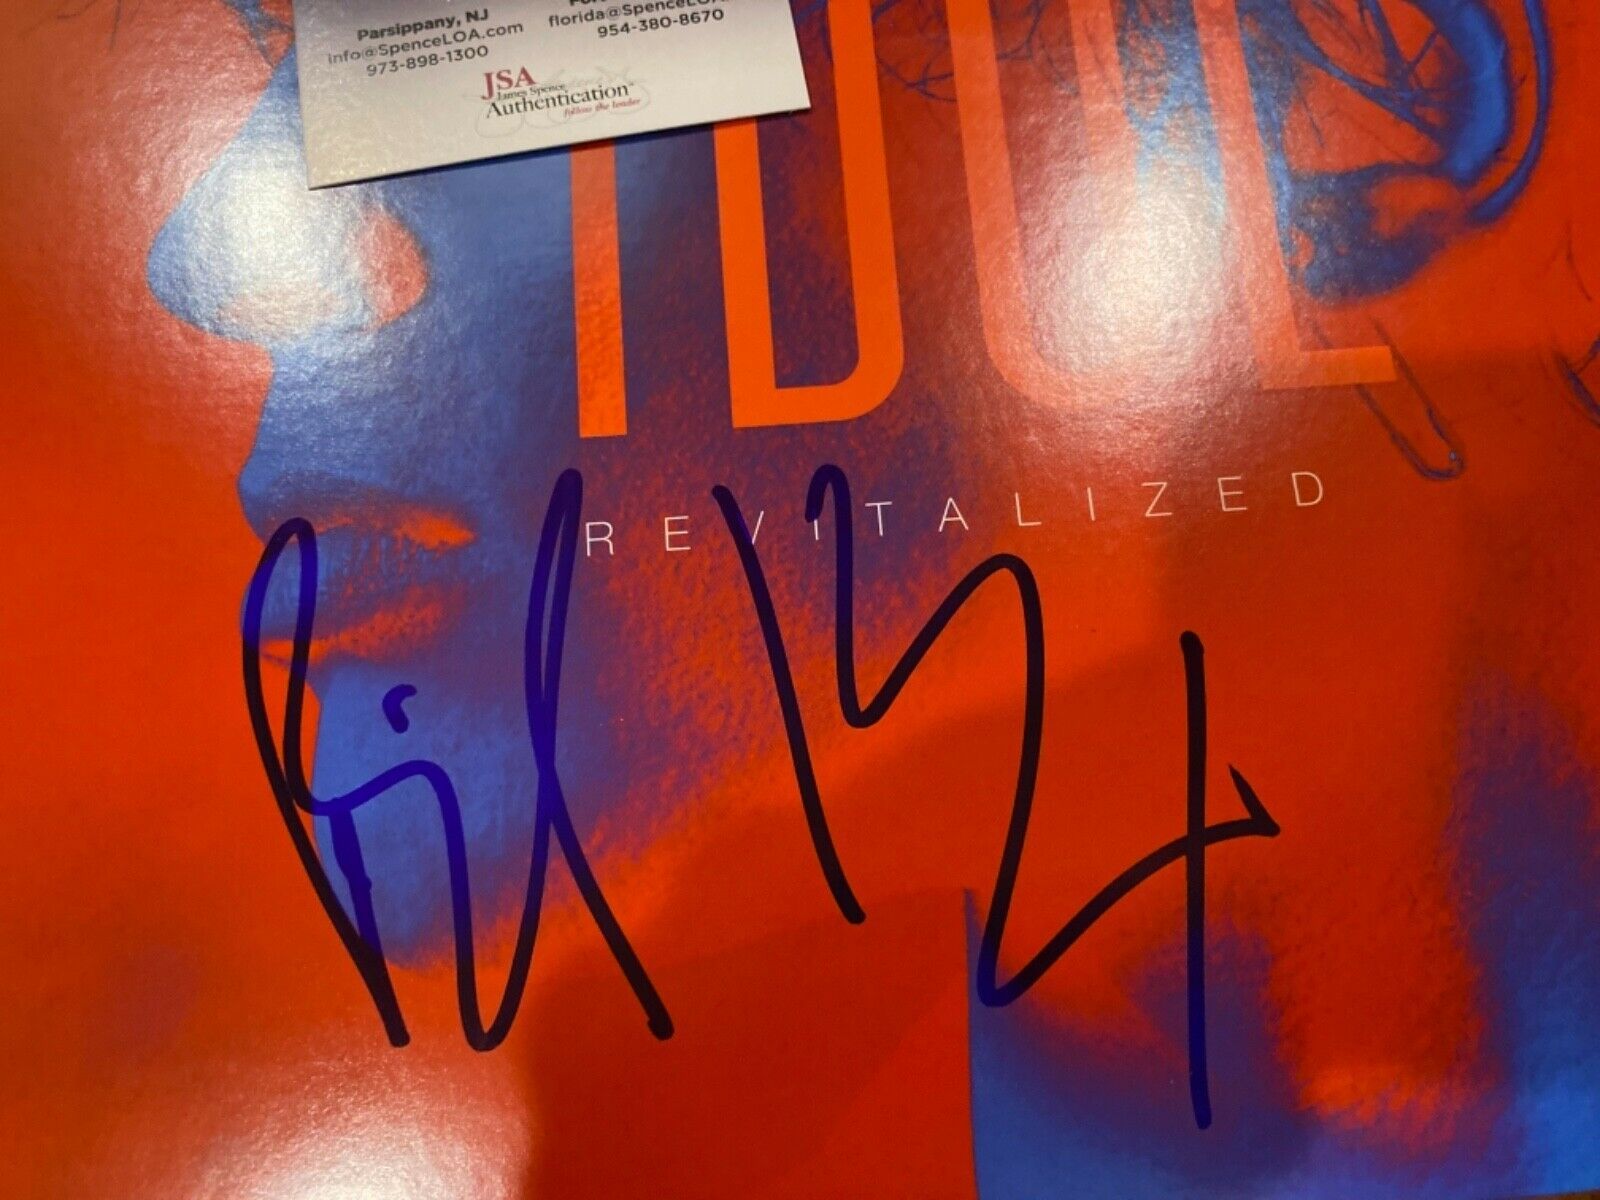 Parsippany, NJ
info@SpenceLOA.com
973-898-1300
florida@SpenceLOA.
954-380-8670
JSA
James Spence
Authentication
follow the leader
IDOL
REVITALIZED